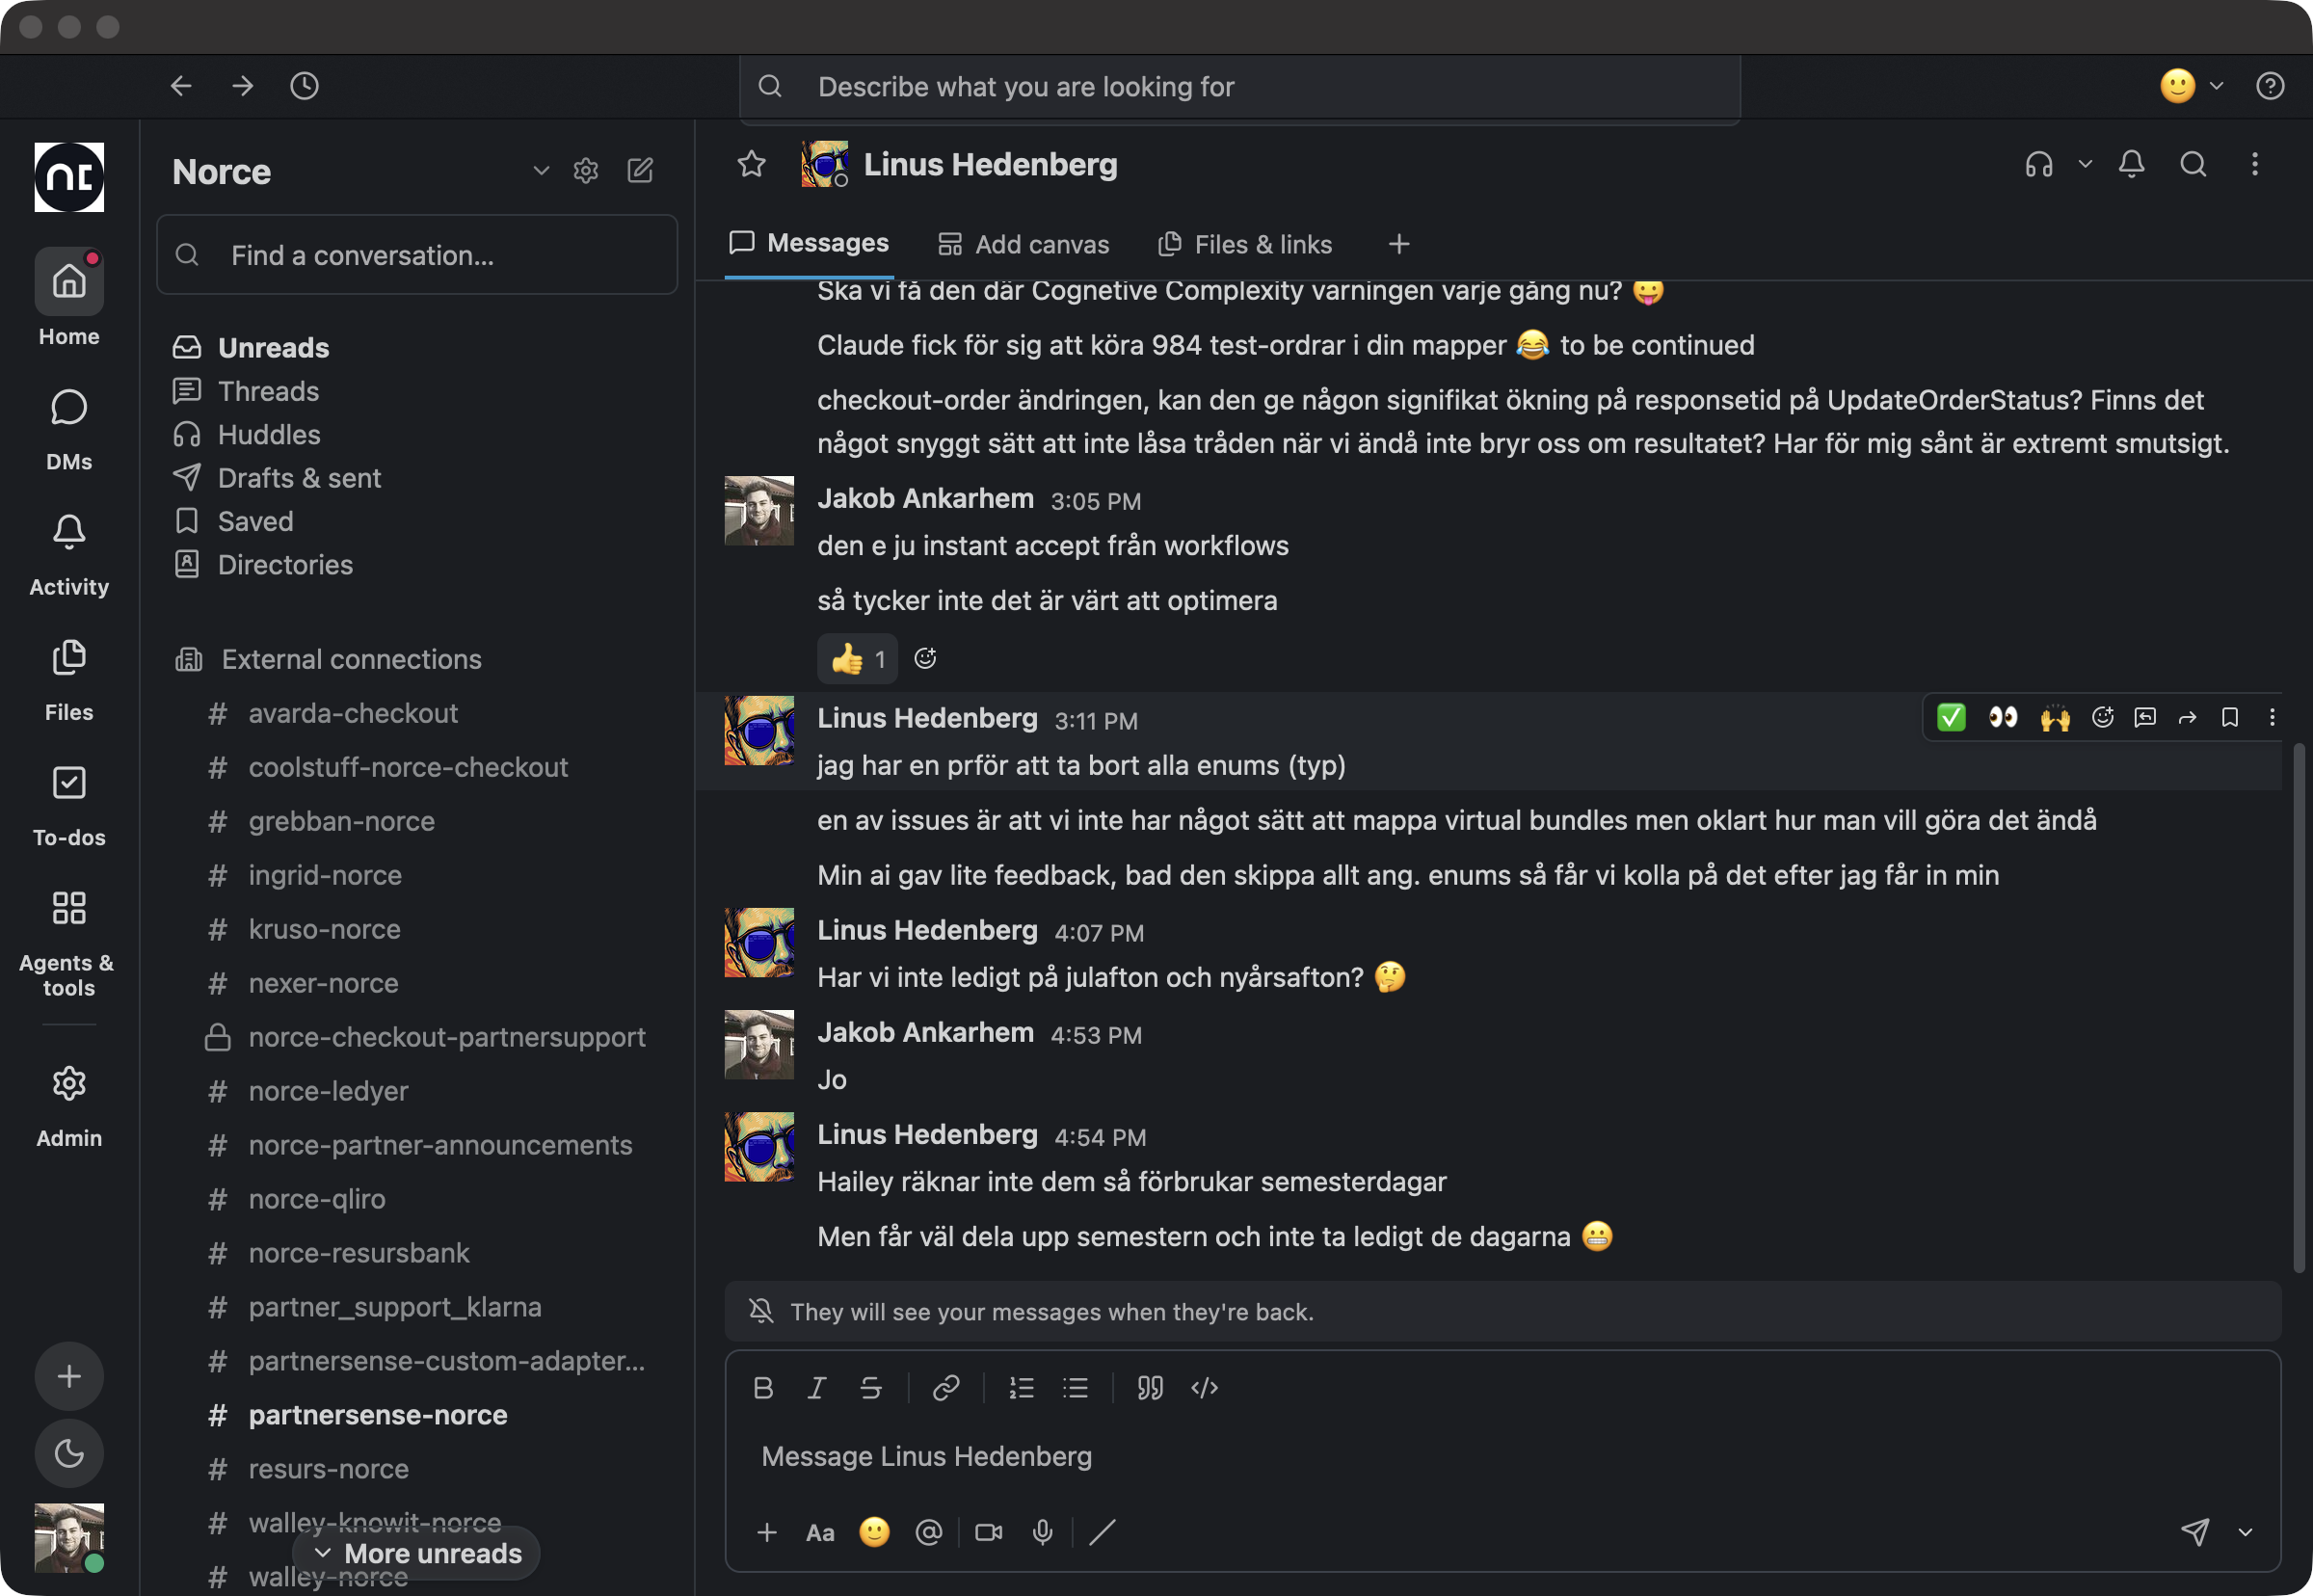 Describe what you are looking for
Norce
Find a conversation...
Home
DMs
Activity
Files
To-dos
Agents &
tools
Admin
Unreads
Threads
Huddles
Drafts & sent
Saved
Directories
External connections
# avarda-checkout
# coolstuff-norce-checkout
# grebban-norce
# ingrid-norce
# kruso-norce
# nexer-norce
norce-checkout-partnersupport
# norce-ledyer
# norce-partner-announcements
# norce-qliro
# norce-resursbank
# partner_support_klarna
# partnersense-custom-adapter...
# partnersense-norce
# resurs-norce
# walley-knowit-norce
More unreads
# walley-norce
Linus Hedenberg
Messages
Add canvas
Files & links
Ska vi få den där Cognetive Complexity varningen varje gång nu? 😛
Claude fick för sig att köra 984 test-ordrar i din mapper 😂 to be continued
checkout-order ändringen, kan den ge någon signifikat ökning på responsetid på UpdateOrderStatus? Finns det
något snyggt sätt att inte låsa tråden när vi ändå inte bryr oss om resultatet? Har för mig sånt är extremt smutsigt.
Jakob Ankarhem 3:05 PM
den e ju instant accept från workflows
så tycker inte det är värt att optimera
👍 1
Linus Hedenberg 3:11 PM
jag har en prför att ta bort alla enums (typ)
en av issues är att vi inte har något sätt att mappa virtual bundles men oklart hur man vill göra det ändå
Min ai gav lite feedback, bad den skippa allt ang. enums så får vi kolla på det efter jag får in min
Linus Hedenberg 4:07 PM
Har vi inte ledigt på julafton och nyårsafton? 🤔
Jakob Ankarhem 4:53 PM
Jo
Linus Hedenberg 4:54 PM
Hailey räknar inte dem så förbrukar semesterdagar
Men får väl dela upp semestern och inte ta ledigt de dagarna 😬
They will see your messages when they're back.
Message Linus Hedenberg
Aa